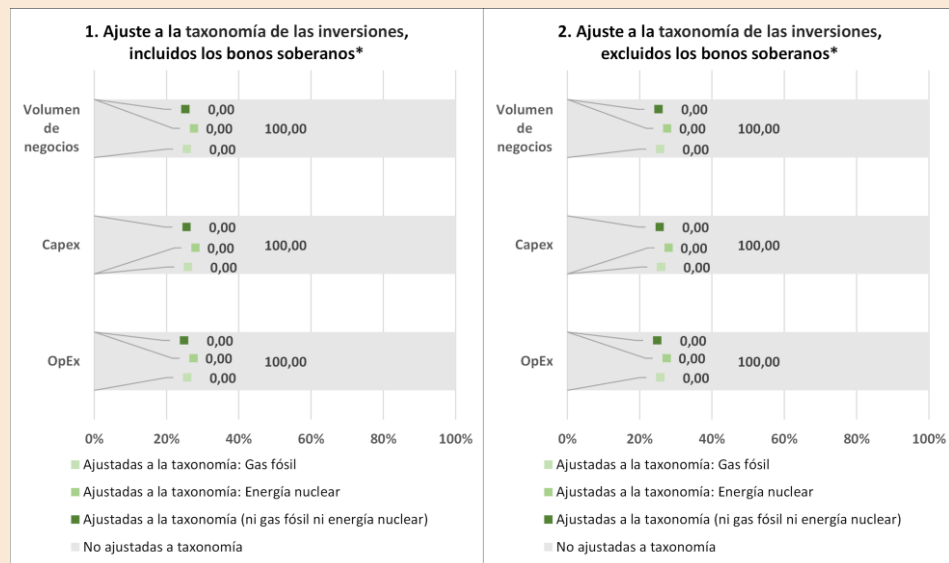 1. Ajuste a la taxonomía de las inversiones,
incluidos los bonos soberanos*
Volumen
de
negocios
0,00
0,00
100,00
0,00
Capex
0,00
0,00
100,00
0,00
OpEx
0,00
0,00
100,00
0,00
0%
20%
40%
60%
80%
100%
Ajustadas a la taxonomía: Gas fósil
Ajustadas a la taxonomía: Energía nuclear
Ajustadas a la taxonomía (ni gas fósil ni energía nuclear)
No ajustadas a taxonomía
2. Ajuste a la taxonomía de las inversiones,
excluidos los bonos soberanos*
Volumen
de
negocios
0,00
0,00
100,00
0,00
Capex
0,00
0,00
100,00
0,00
OpEx
0,00
0,00
100,00
0,00
0%
20%
40%
60%
80%
100%
Ajustadas a la taxonomía: Gas fósil
Ajustadas a la taxonomía: Energía nuclear
Ajustadas a la taxonomía (ni gas fósil ni energía nuclear)
No ajustadas a taxonomía